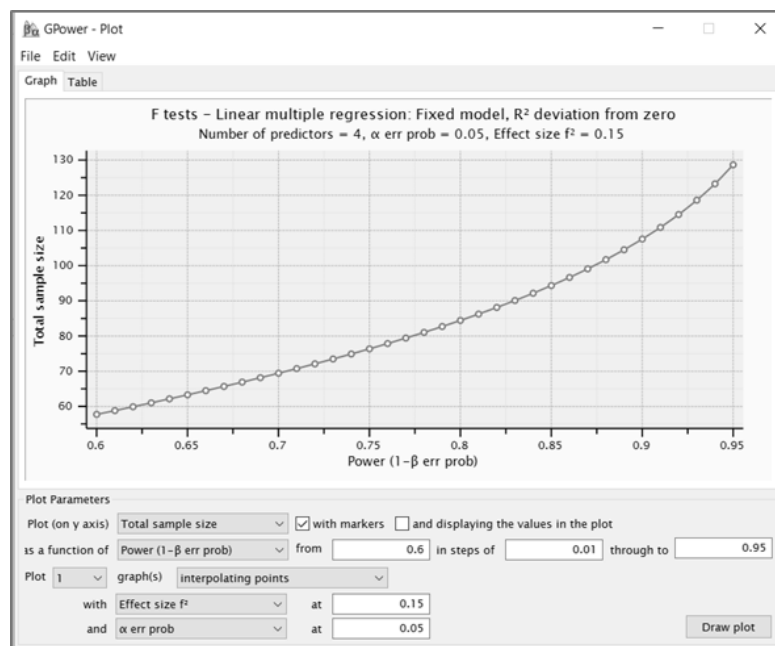 GPower - Plot
File Edit View
Graph Table
F tests - Linear multiple regression: Fixed model, R² deviation from zero
Number of predictors = 4, α err prob = 0.05, Effect size f² = 0.15
130
120
110
100
90
80
70
60
Total sample size
0.6 0.65 0.7 0.75 0.8 0.85 0.9 0.95
Power (1-β err prob)
Plot Parameters
Plot (on y axis) Total sample size with markers and displaying the values in the plot
as a function of Power (1-β err prob) from 0.6 in steps of 0.01 through to 0.95
Plot 1 graph(s) interpolating points
with Effect size f² at 0.15
and α err prob at 0.05 Draw plot